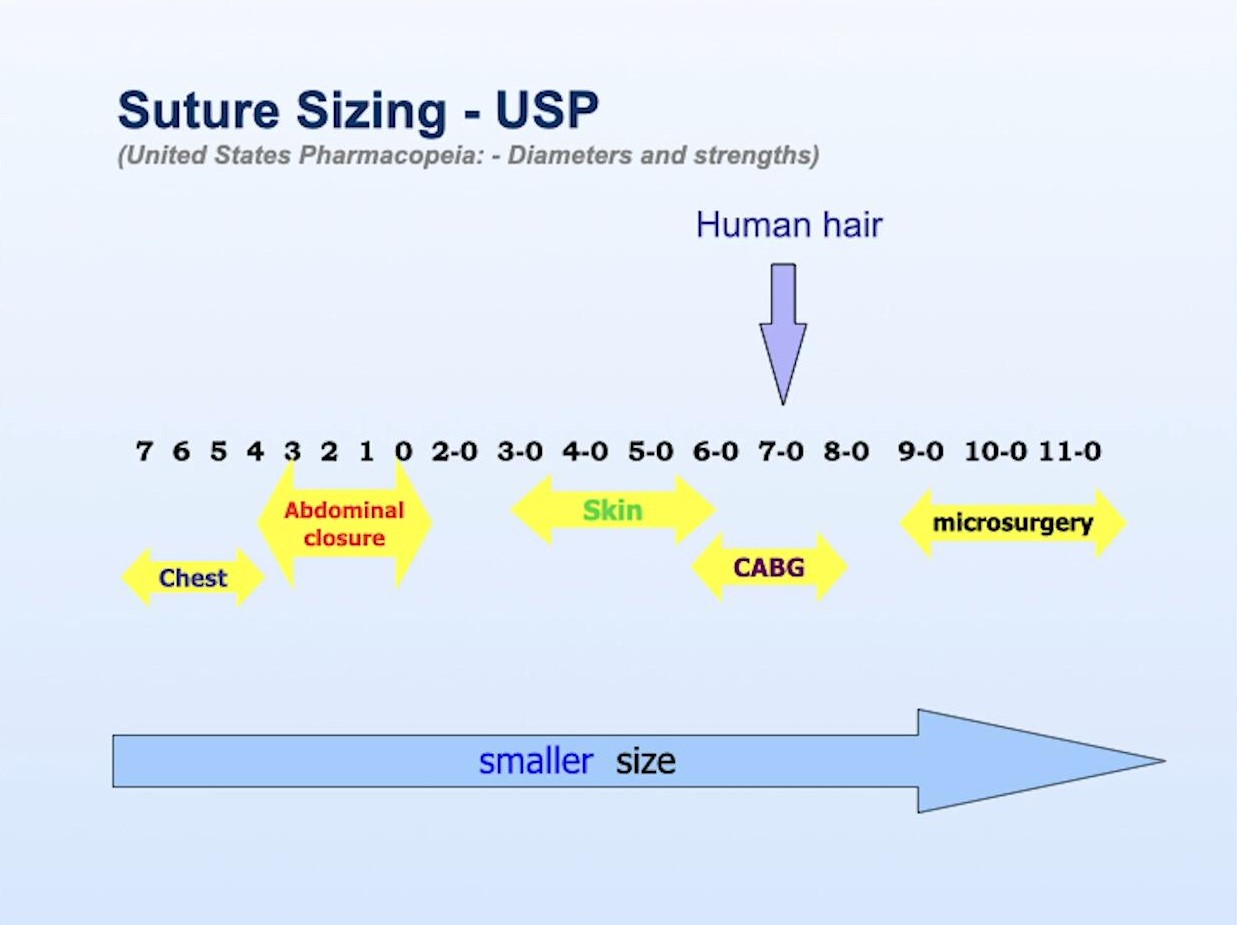 Suture Sizing - USP
(United States Pharmacopeia: - Diameters and strengths)
Human hair
7 6 5 4 3 2 1 0 2-0 3-0 4-0 5-0 6-0 7-0 8-0 9-0 10-0 11-0
Abdominal
closure
Skin
microsurgery
Chest
CABG
smaller size